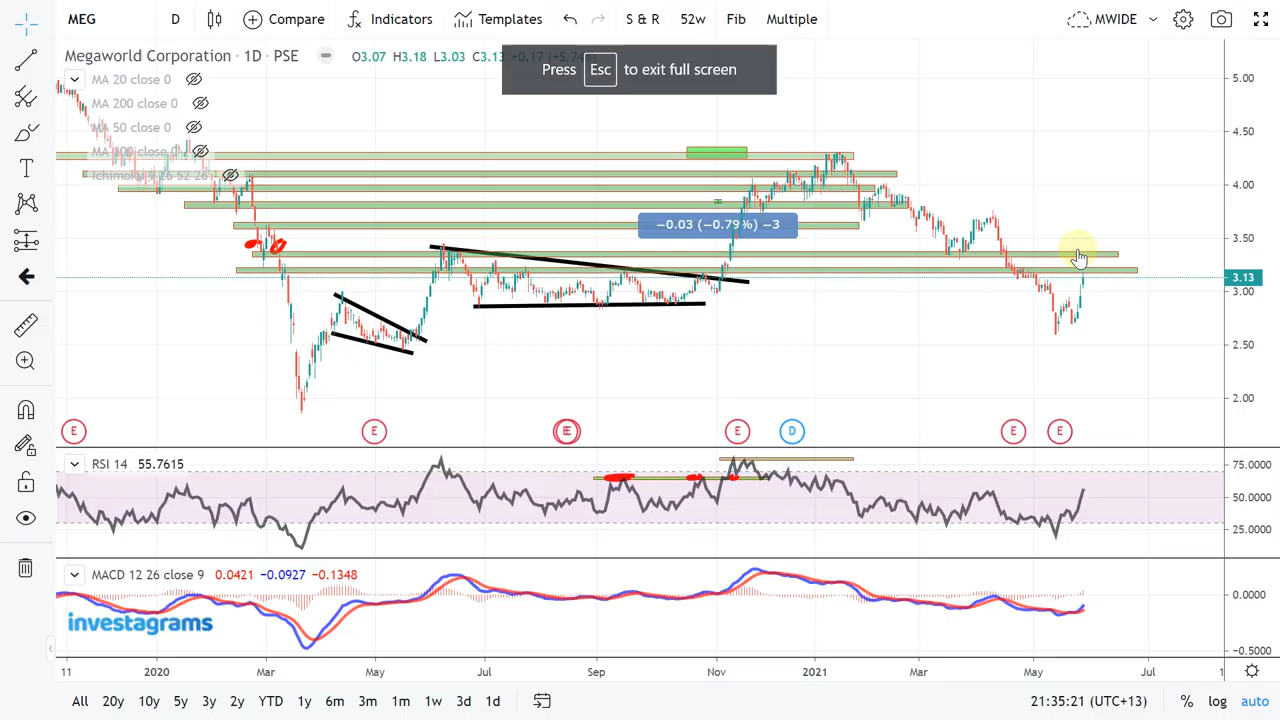 MEG D Compare Indicators Templates S & R 52w Fib Multiple MWIDE
Megaworld Corporation · 1D · PSE O3.07 H3.18 L3.03 C3.13
Press Esc to exit full screen
MA 20 close 0
MA 200 close 0
MA 50 close 0
Ichimoku 9 26 52 26
−0.03 (−0.79%) −3
5.00
4.50
4.00
3.50
3.13
3.00
2.50
2.00
E E E E D E E
RSI 14 55.7615
75.0000
50.0000
25.0000
MACD 12 26 close 9 0.0421 −0.0927 −0.1348
0.0000
−0.5000
investagrams
11 2020 Mar May Jul Sep Nov 2021 Mar May Jul 1
All 20y 10y 5y 3y 2y YTD 1y 6m 3m 1m 1w 3d 1d 21:35:21 (UTC+13) % log auto